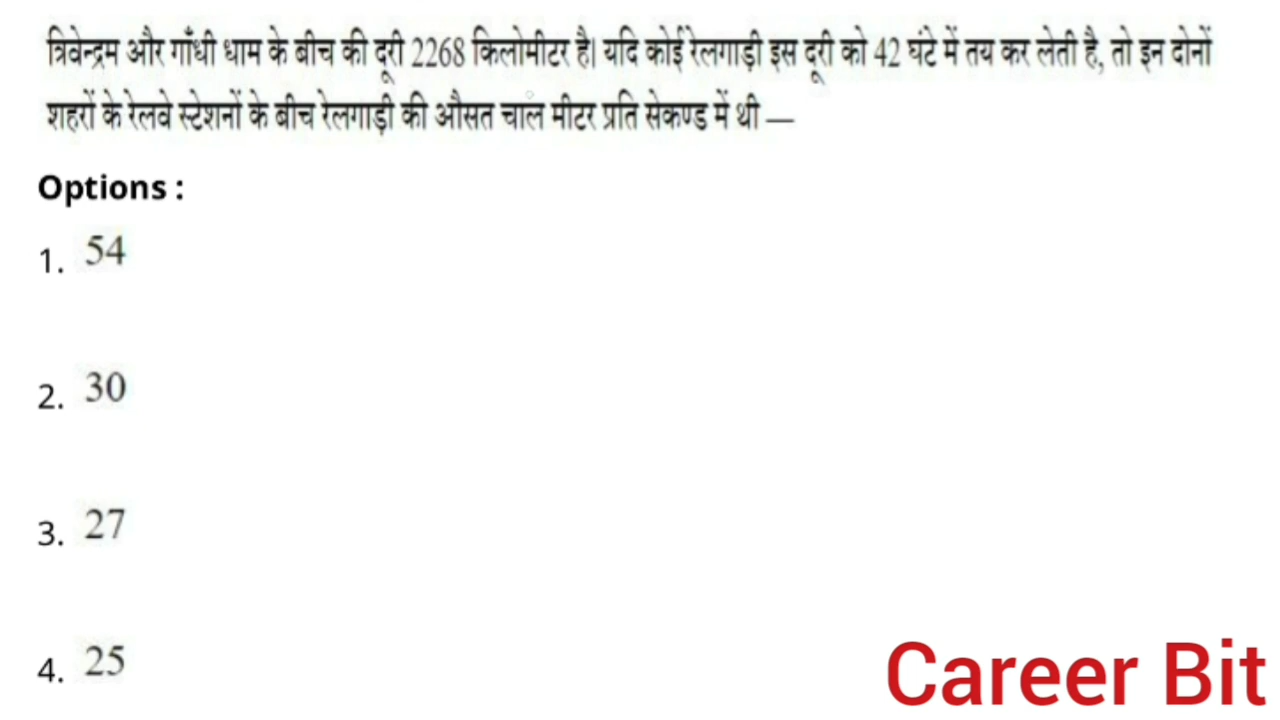 त्रिवेन्द्रम और गाँधी धाम के बीच की दूरी 2268 किलोमीटर है। यदि कोई रेलगाड़ी इस दूरी को 42 घंटे में तय कर लेती है, तो इन दोनों
शहरों के रेलवे स्टेशनों के बीच रेलगाड़ी की औसत चाल मीटर प्रति सेकण्ड में थी —
Options :
1. 54
2. 30
3. 27
4. 25
Career Bit